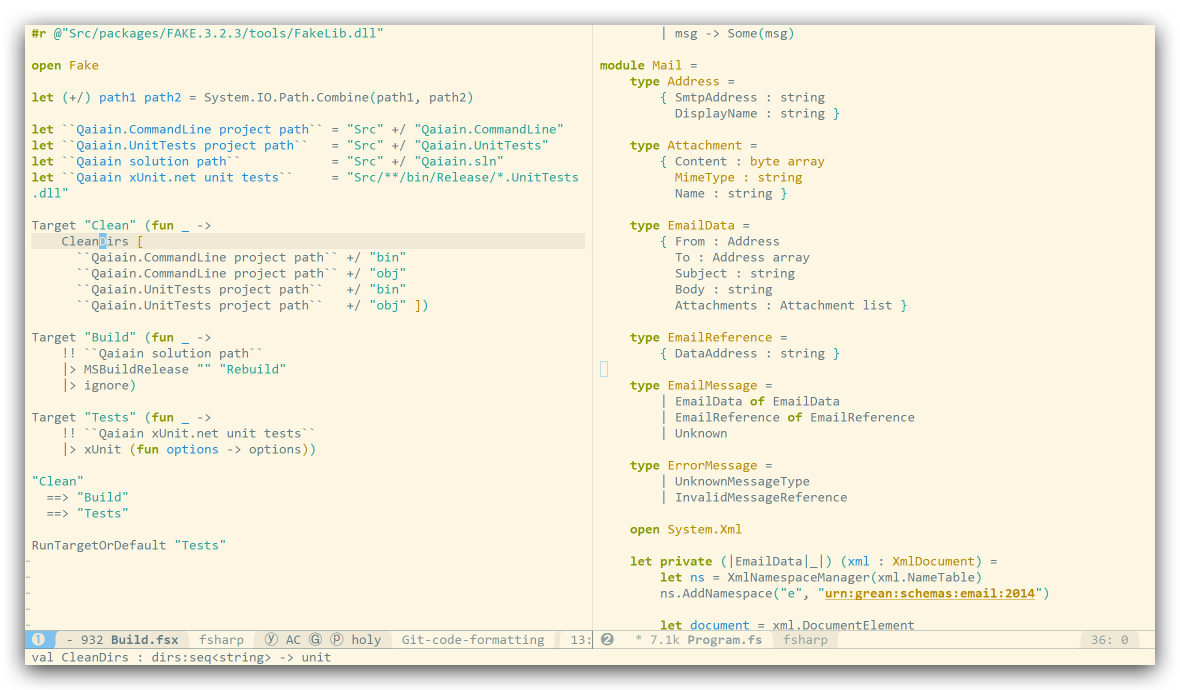 #r @"Src/packages/FAKE.3.2.3/tools/FakeLib.dll"

open Fake

let (+/) path1 path2 = System.IO.Path.Combine(path1, path2)

let ``Qaiain.CommandLine project path`` = "Src" +/ "Qaiain.CommandLine"
let ``Qaiain.UnitTests project path``   = "Src" +/ "Qaiain.UnitTests"
let ``Qaiain solution path``            = "Src" +/ "Qaiain.sln"
let ``Qaiain xUnit.net unit tests``     = "Src/**/bin/Release/*.UnitTests
.dll"

Target "Clean" (fun _ ->
    CleanDirs [
      ``Qaiain.CommandLine project path`` +/ "bin"
      ``Qaiain.CommandLine project path`` +/ "obj"
      ``Qaiain.UnitTests project path``   +/ "bin"
      ``Qaiain.UnitTests project path``   +/ "obj" ])

Target "Build" (fun _ ->
    !! ``Qaiain solution path``
    |> MSBuildRelease "" "Rebuild"
    |> ignore)

Target "Tests" (fun _ ->
    !! ``Qaiain xUnit.net unit tests``
    |> xUnit (fun options -> options))

"Clean"
  ==> "Build"
  ==> "Tests"

RunTargetOrDefault "Tests"
~
~
~
~
~
❶ - 932 Build.fsx fsharp ⓨ AC Ⓖ Ⓟ holy Git-code-formatting 13:
        | msg -> Some(msg)

module Mail =
    type Address =
        { SmtpAddress : string
          DisplayName : string }

    type Attachment =
        { Content : byte array
          MimeType : string
          Name : string }

    type EmailData =
        { From : Address
          To : Address array
          Subject : string
          Body : string
          Attachments : Attachment list }

    type EmailReference =
        { DataAddress : string }

    type EmailMessage =
        | EmailData of EmailData
        | EmailReference of EmailReference
        | Unknown

    type ErrorMessage =
        | UnknownMessageType
        | InvalidMessageReference

    open System.Xml

    let private (|EmailData|_|) (xml : XmlDocument) =
        let ns = XmlNamespaceManager(xml.NameTable)
        ns.AddNamespace("e", "urn:grean:schemas:email:2014")

        let document = xml.DocumentElement
❷ * 7.1k Program.fs fsharp 36: 0
val CleanDirs : dirs:seq<string> -> unit